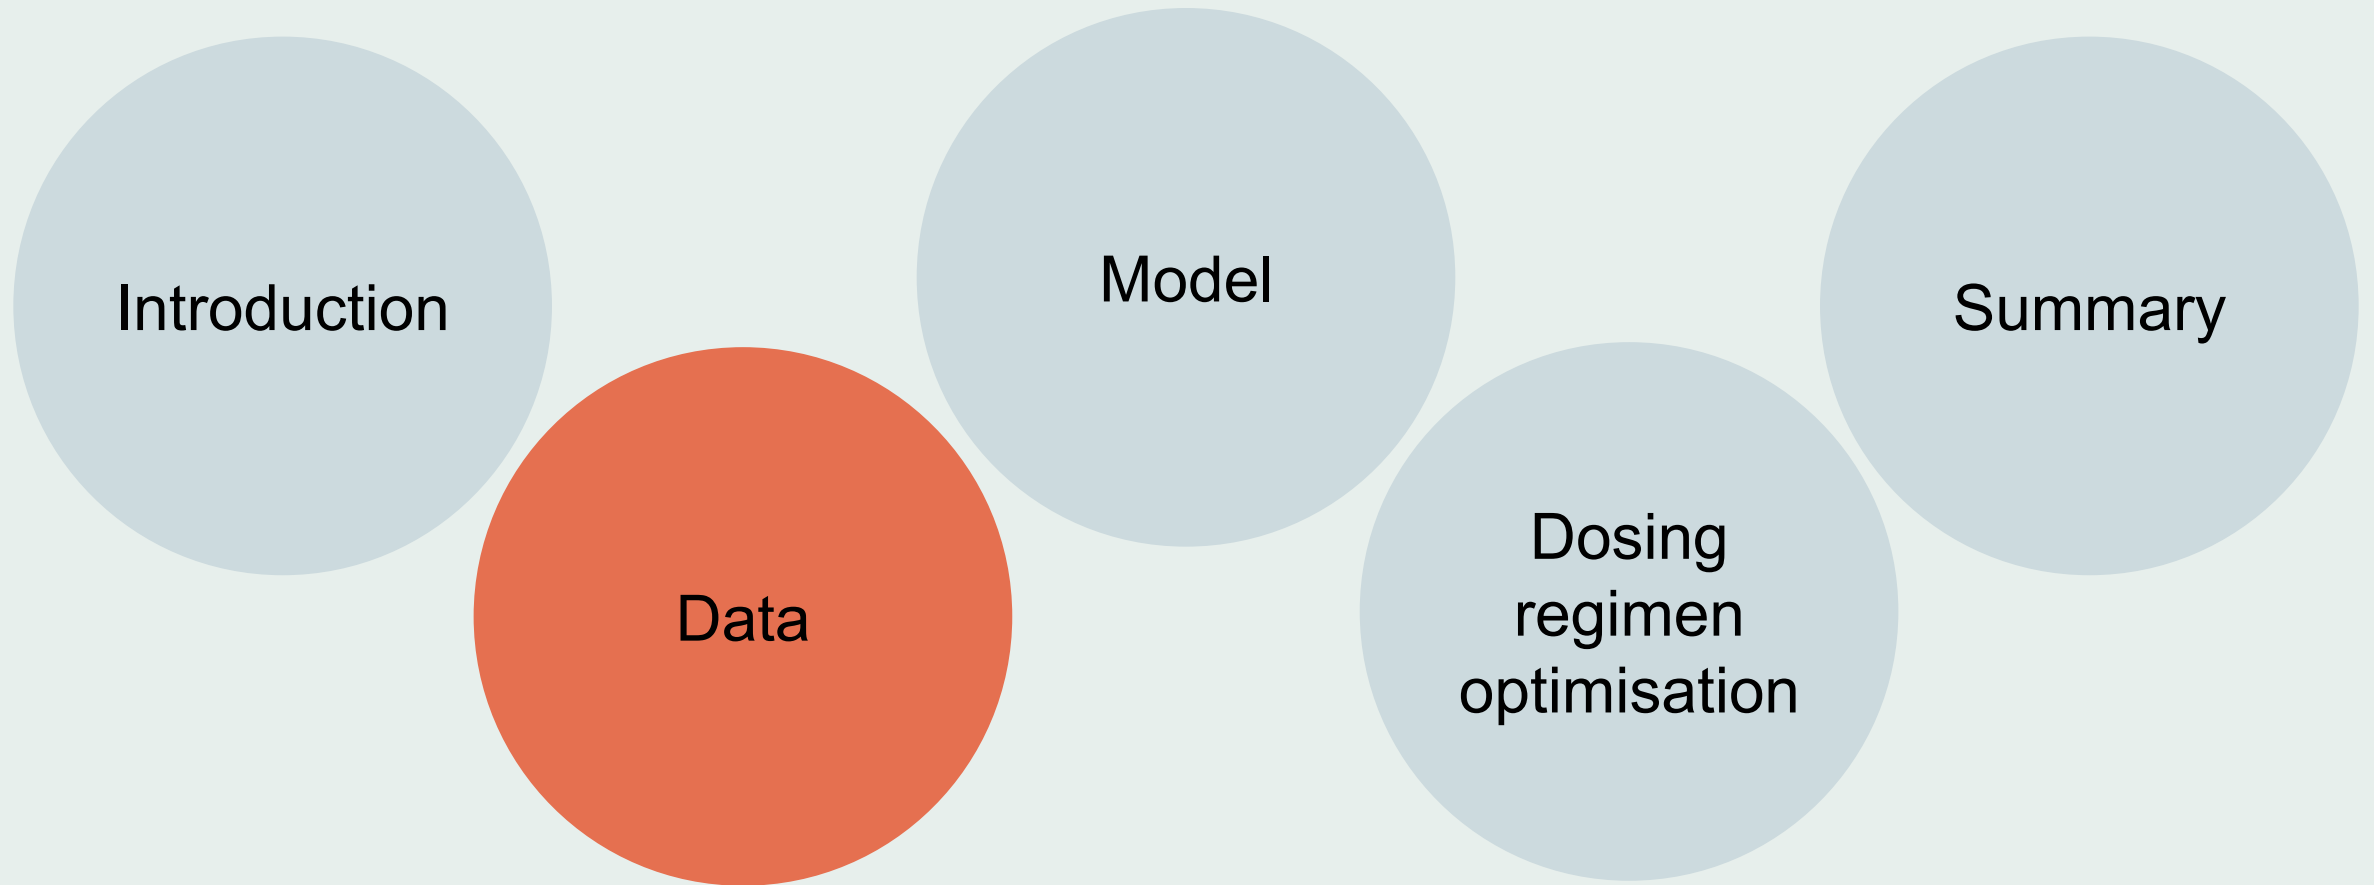 Introduction
Data
Model
Dosing
regimen
optimisation
Summary